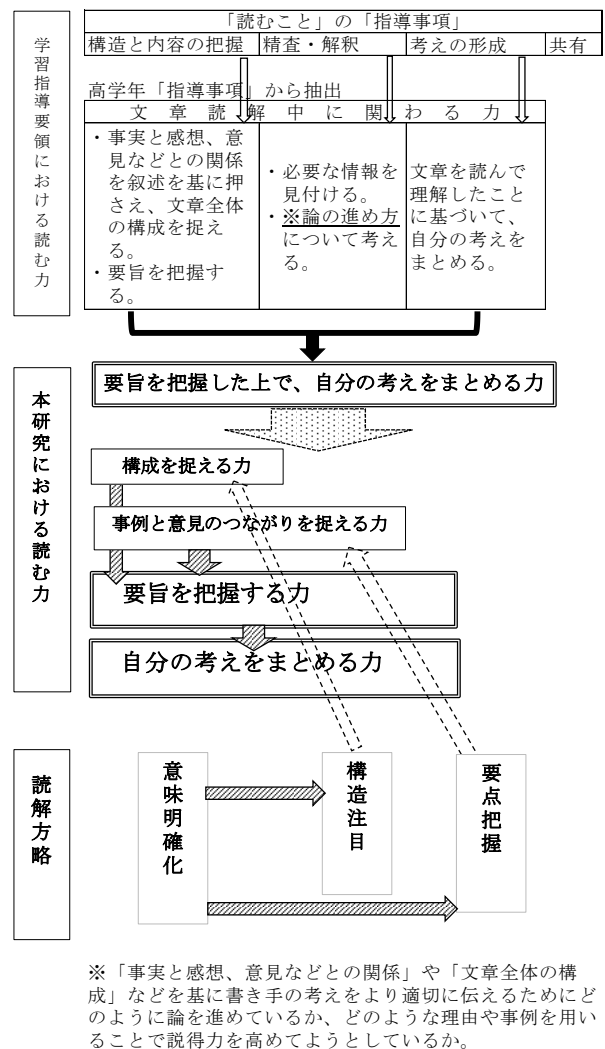 学習指導要領における読む力
「読むこと」の「指導事項」
構造と内容の把握 精査・解釈 考えの形成 共有
高学年「指導事項」から抽出
文章読解中に関わる力
・事実と感想、意
見などとの関係
を叙述を基に押
さえ、文章全体
の構成を捉え
る。
・要旨を把握す
る。
・必要な情報を
見付ける。
・※論の進め方
について考え
る。
文章を読んで
理解したこと
に基づいて、
自分の考えを
まとめる。
本研究における読む力
要旨を把握した上で、自分の考えをまとめる力
構成を捉える力
事例と意見のつながりを捉える力
要旨を把握する力
自分の考えをまとめる力
読解方略
意味明確化
構造注目
要点把握
※「事実と感想、意見などとの関係」や「文章全体の構
成」などを基に書き手の考えをより適切に伝えるためにど
のように論を進めているか、どのような理由や事例を用い
ることで説得力を高めてようとしているか。